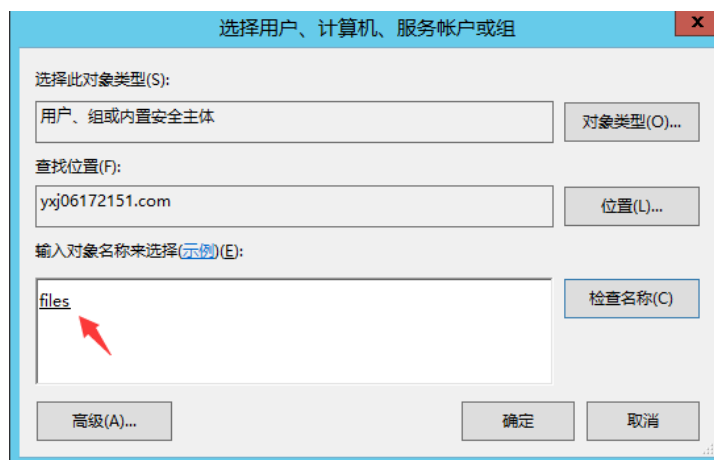 选择用户、计算机、服务帐户或组
x
选择此对象类型(S):
用户、组或内置安全主体
对象类型(O)...
查找位置(F):
yxj06172151.com
位置(L)...
输入对象名称来选择(示例)(E):
files
检查名称(C)
高级(A)...
确定
取消